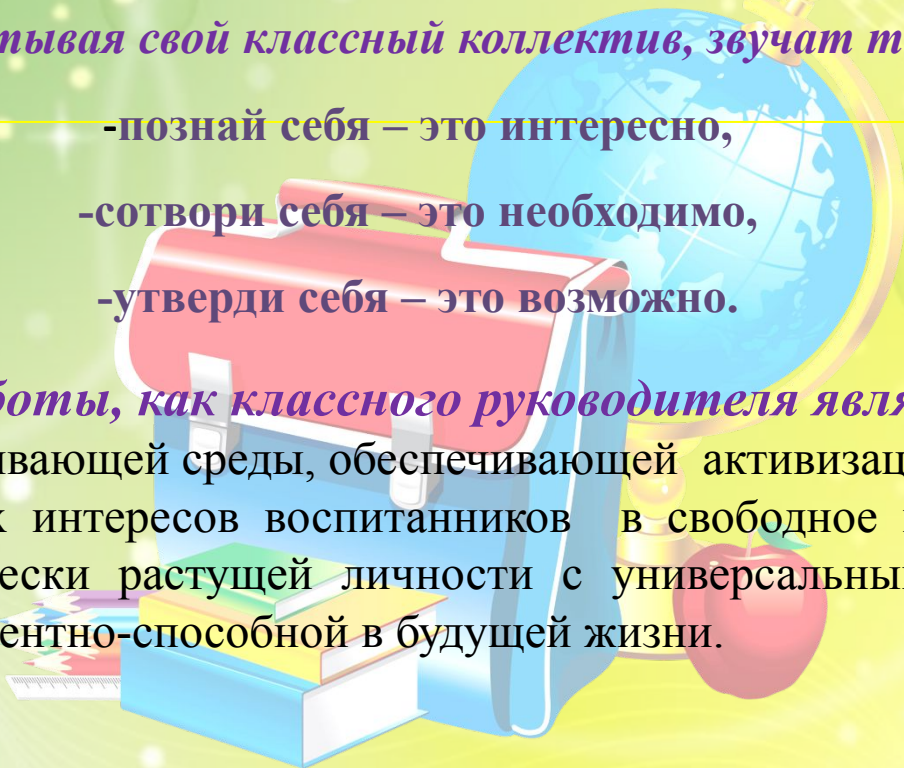 тывая свой классный коллектив, звучат т
-познай себя – это интересно,
-сотвори себя – это необходимо,
-утверди себя – это возможно.
боты, как классного руководителя явля
ивающей среды, обеспечивающей активизац
х интересов воспитанников в свободное
ески растущей личности с универсальны
ентно-способной в будущей жизни.